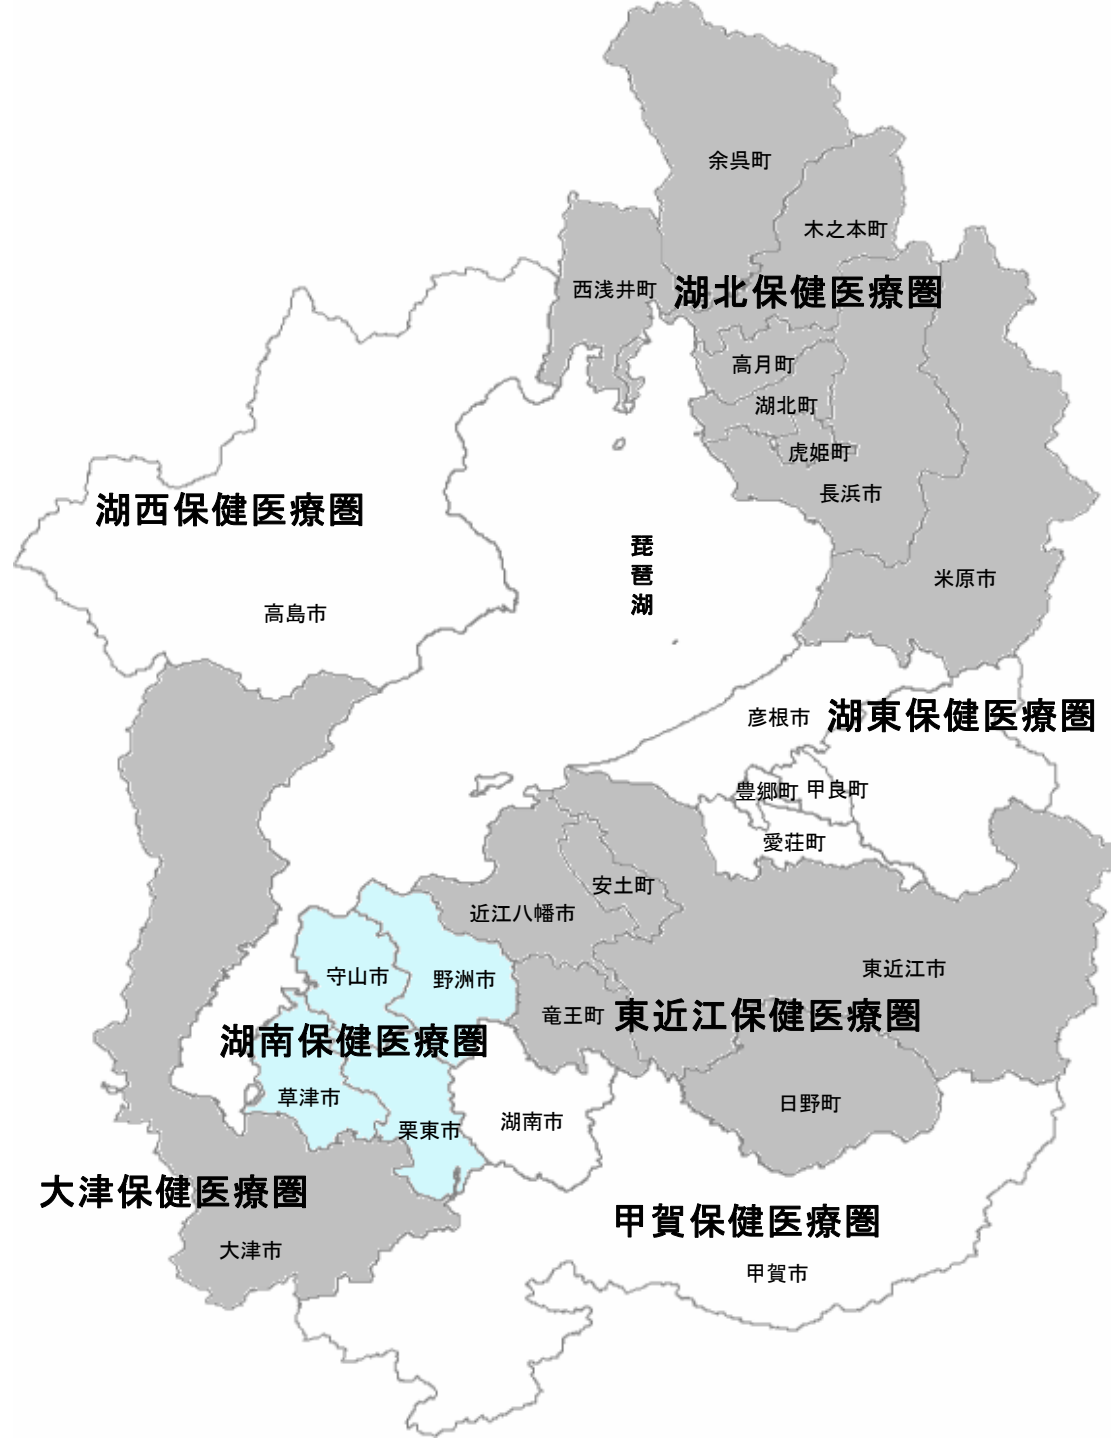 余呉町
木之本町
西浅井町
湖北保健医療圏
高月町
湖北町
虎姫町
長浜市
湖西保健医療圏
琵琶湖
米原市
高島市
彦根市
湖東保健医療圏
豊郷町
甲良町
愛荘町
安土町
近江八幡市
東近江市
守山市
野洲市
竜王町
東近江保健医療圏
湖南保健医療圏
草津市
日野町
湖南市
栗東市
大津保健医療圏
甲賀保健医療圏
大津市
甲賀市